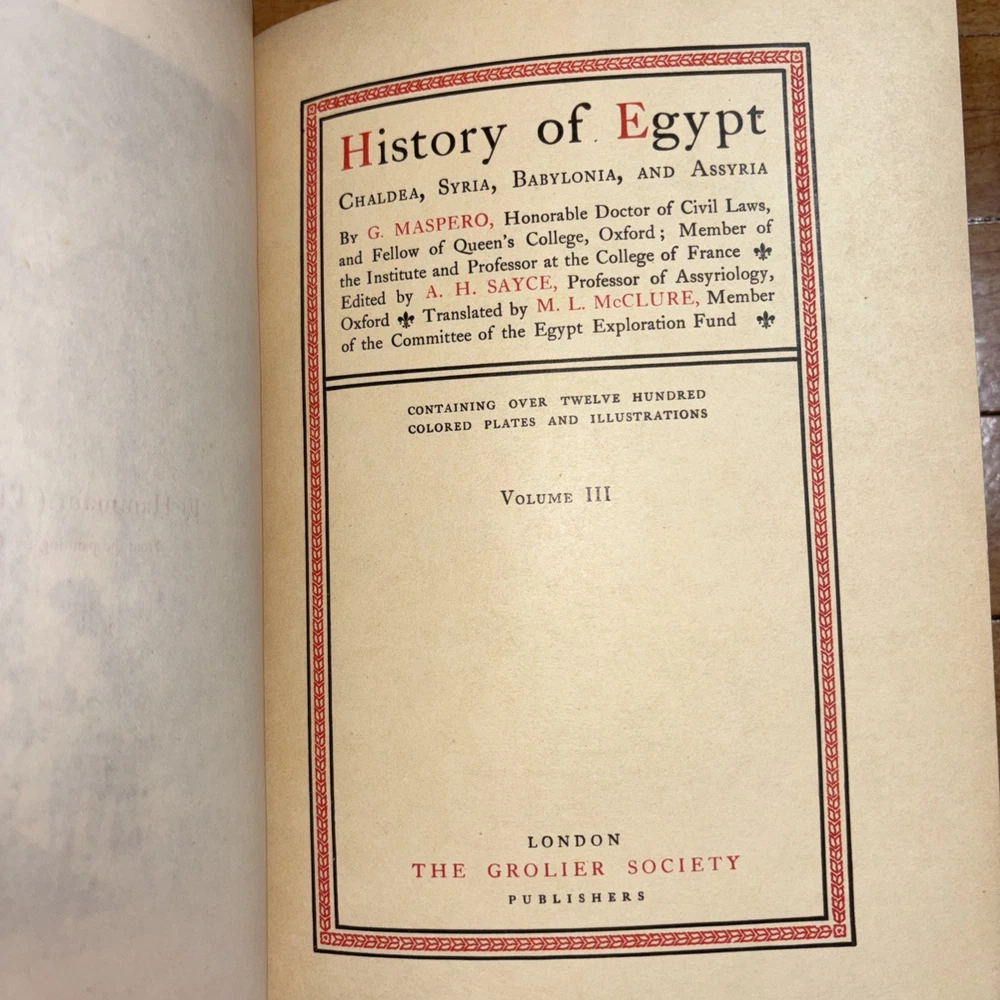 History of Egypt
Chaldea, Syria, Babylonia, and Assyria
By G. MASPERO, Honorable Doctor of Civil Laws,
and Fellow of Queen's College, Oxford; Member of
the Institute and Professor at the College of France
Edited by A. H. SAYCE, Professor of Assyriology,
Oxford Translated by M. L. McCLURE, Member
of the Committee of the Egypt Exploration Fund
CONTAINING OVER TWELVE HUNDRED
COLORED PLATES AND ILLUSTRATIONS
Volume III
LONDON
THE GROLIER SOCIETY
PUBLISHERS